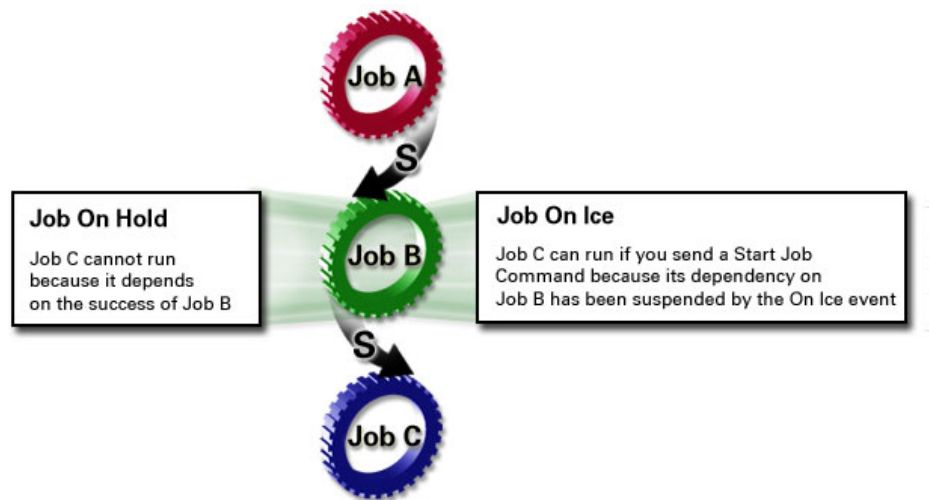 Job A
S
Job On Hold
Job C cannot run
because it depends
on the success of Job B
Job B
Job On Ice
Job C can run if you send a Start Job
Command because its dependency on
Job B has been suspended by the On Ice event
S
Job C